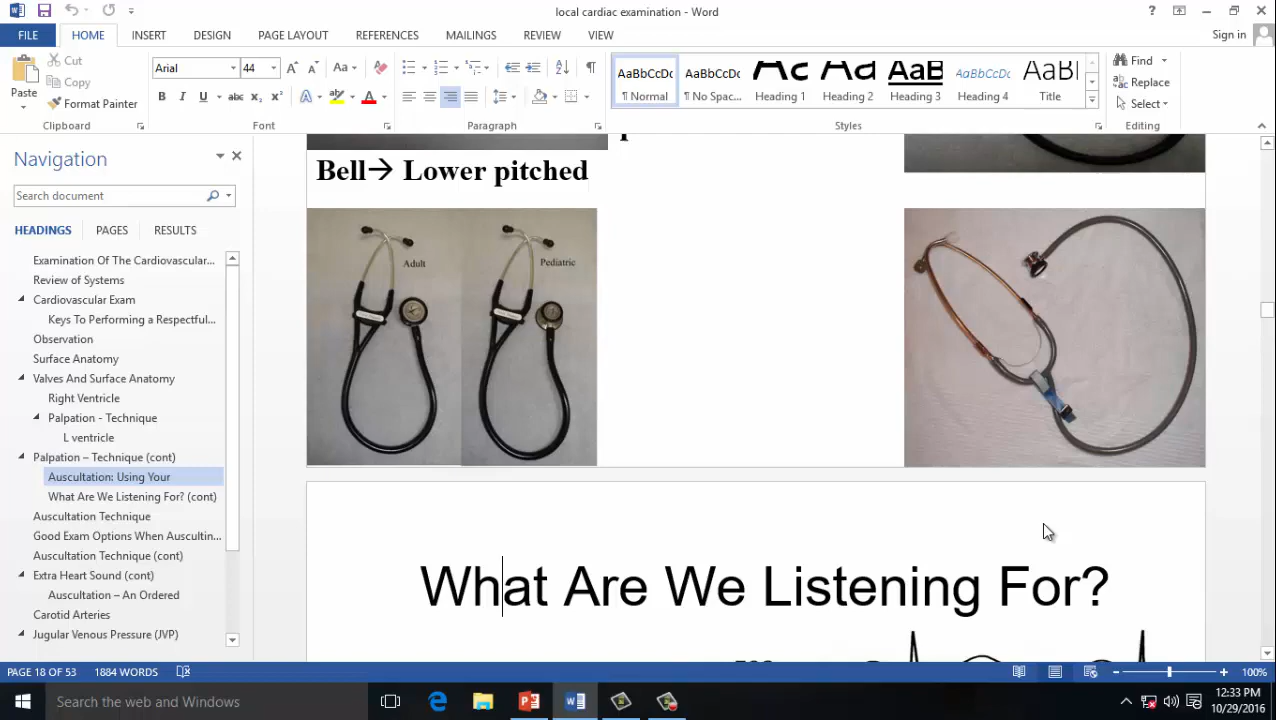 local cardiac examination - Word
Sign in
FILE HOME INSERT DESIGN PAGE LAYOUT REFERENCES MAILINGS REVIEW VIEW
Paste
Cut
Copy
Format Painter
Clipboard
Arial 44
Font
Paragraph
AaBbCcDc AaBbCcDc AaBbCcDc AaBl
¶ Normal ¶ No Spac... Heading 1 Heading 2 Heading 3 Heading 4 Title
Styles
Find
Replace
Select
Editing
Navigation
Search document
HEADINGS PAGES RESULTS
Examination Of The Cardiovascular...
Review of Systems
Cardiovascular Exam
Keys To Performing a Respectful...
Observation
Surface Anatomy
Valves And Surface Anatomy
Right Ventricle
Palpation - Technique
L ventricle
Palpation – Technique (cont)
Auscultation: Using Your
What Are We Listening For? (cont)
Auscultation Technique
Good Exam Options When Auscultin...
Auscultation Technique (cont)
Extra Heart Sound (cont)
Auscultation – An Ordered
Carotid Arteries
Jugular Venous Pressure (JVP)
Bell→ Lower pitched
Adult
Pediatric
What Are We Listening For?
PAGE 18 OF 53 1884 WORDS
100%
Search the web and Windows
12:33 PM
10/29/2016